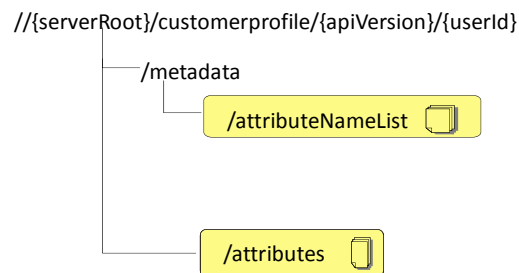 //{serverRoot}/customerprofile/{apiVersion}/{userId}
/metadata
/attributeNameList
/attributes